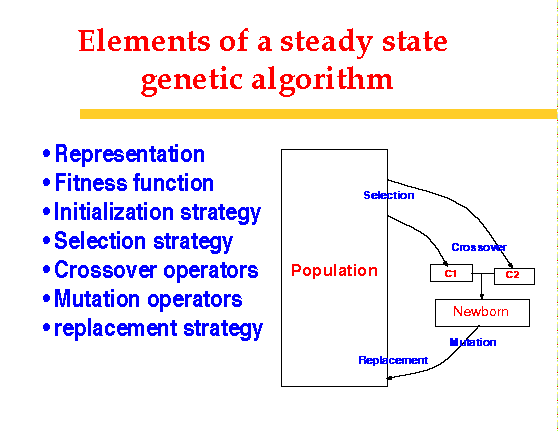 Elements of a steady state
genetic algorithm
•Representation
•Fitness function
•Initialization strategy
•Selection strategy
•Crossover operators
•Mutation operators
•replacement strategy
Population
Selection
Crossover
C1
C2
Newborn
Mutation
Replacement